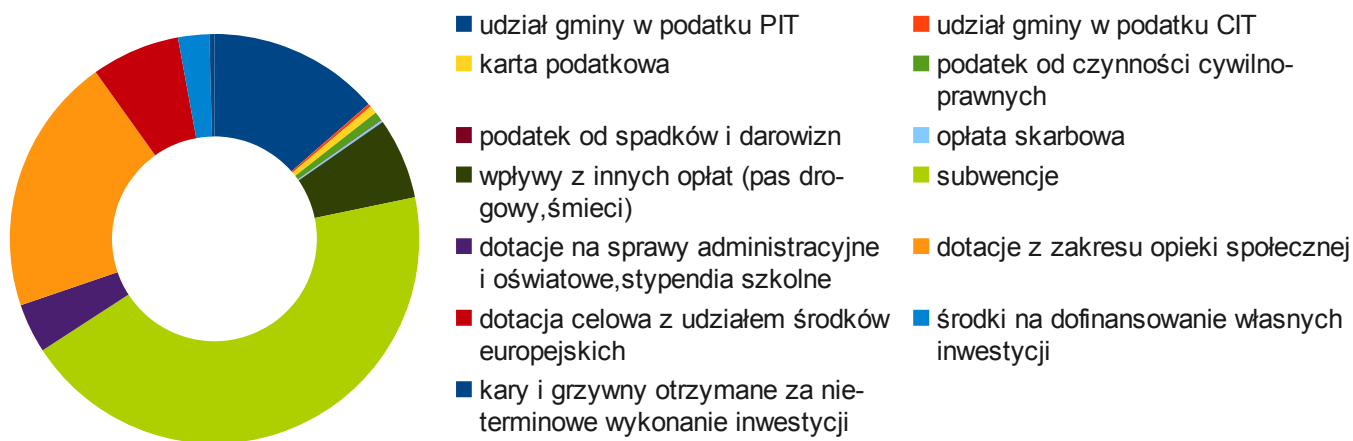 udział gminy w podatku PIT
udział gminy w podatku CIT
karta podatkowa
podatek od czynności cywilno-
prawnych
podatek od spadków i darowizn
opłata skarbowa
wpływy z innych opłat (pas dro-
gowy,śmieci)
subwencje
dotacje na sprawy administracyjne
i oświatowe,stypendia szkolne
dotacje z zakresu opieki społecznej
dotacja celowa z udziałem środków
europejskich
środki na dofinansowanie własnych
inwestycji
kary i grzywny otrzymane za nie-
terminowe wykonanie inwestycji